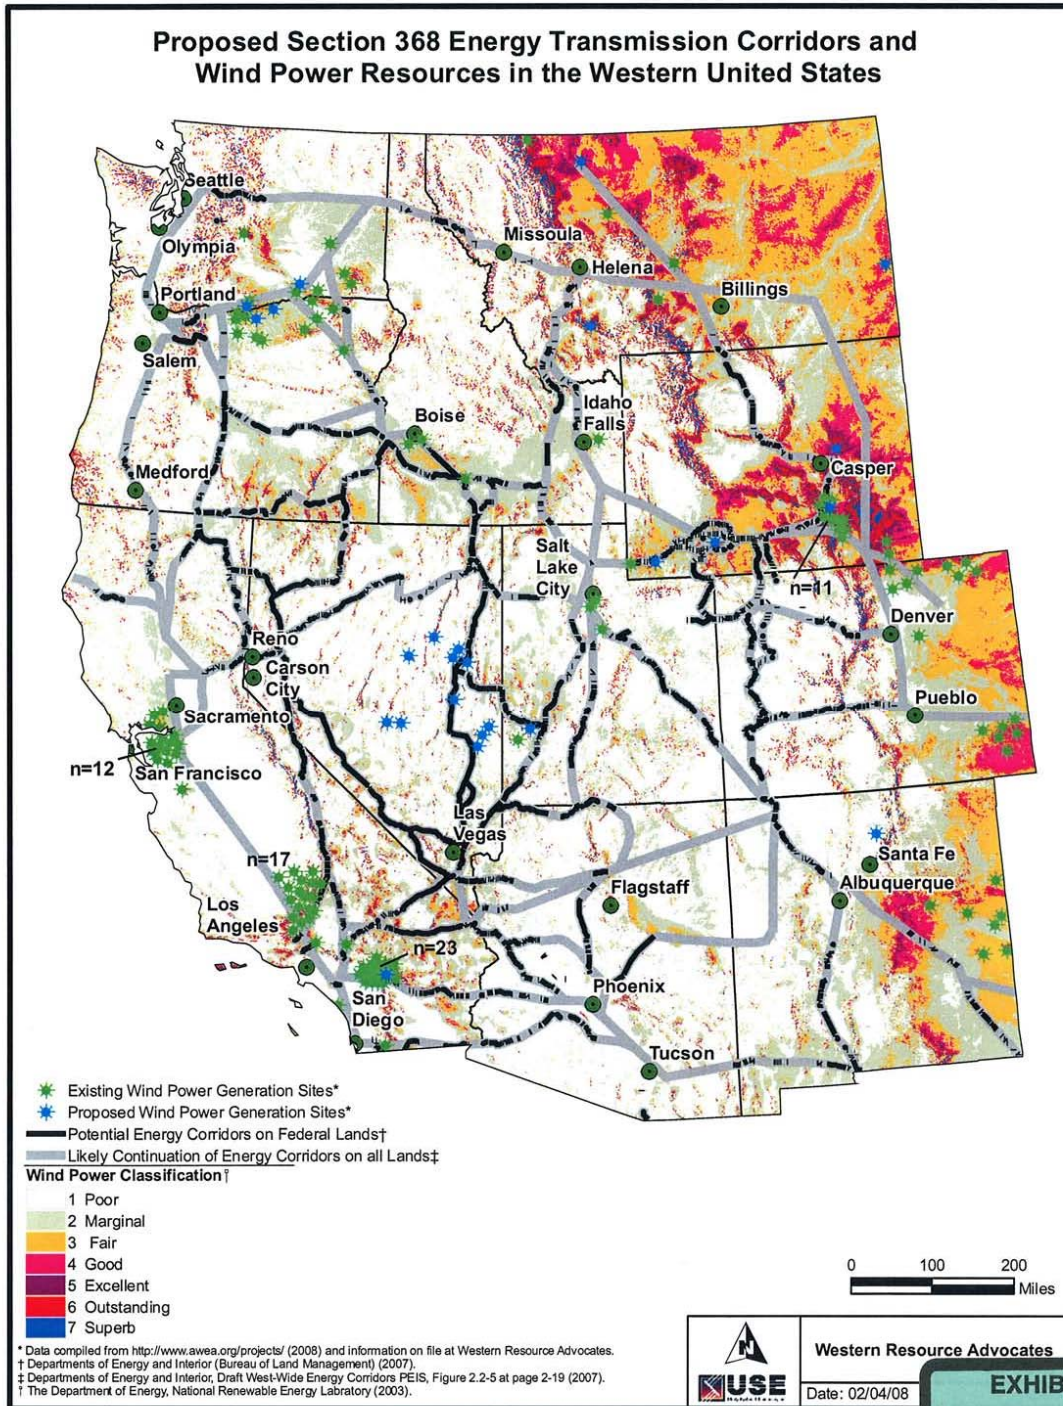 Proposed Section 368 Energy Transmission Corridors and
Wind Power Resources in the Western United States
Seattle
Olympia
Missoula
Helena
Portland
Billings
Salem
Boise
Idaho
Falls
Medford
Casper
Salt
Lake
City
n=11
Denver
Reno
Carson
City
Pueblo
Sacramento
n=12
San Francisco
Las
Vegas
n=17
Santa Fe
Albuquerque
Flagstaff
Los
Angeles
n=23
Phoenix
San
Diego
Tucson
Existing Wind Power Generation Sites*
Proposed Wind Power Generation Sites*
Potential Energy Corridors on Federal Lands†
Likely Continuation of Energy Corridors on all Lands‡
Wind Power Classification†
1 Poor
2 Marginal
3 Fair
4 Good
5 Excellent
6 Outstanding
7 Superb
0 100 200
Miles
* Data compiled from http://www.awea.org/projects/ (2008) and information on file at Western Resource Advocates.
† Departments of Energy and Interior (Bureau of Land Management) (2007).
‡ Departments of Energy and Interior, Draft West-Wide Energy Corridors PEIS, Figure 2.2-5 at page 2-19 (2007).
† The Department of Energy, National Renewable Energy Labratory (2003).
N
USE
Western Resource Advocates
Date: 02/04/08
EXHIB